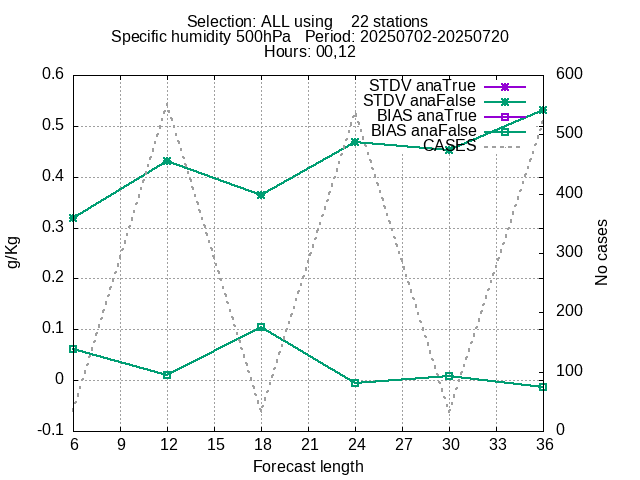 Selection: ALL using    22 stations
Specific humidity 500hPa   Period: 20250702-20250720
Hours: 00,12
STDV anaTrue
STDV anaFalse
BIAS anaTrue
BIAS anaFalse
CASES
0.6
0.5
0.4
0.3
0.2
0.1
0
-0.1
g/Kg
600
500
400
300
200
100
0
No cases
6 9 12 15 18 21 24 27 30 33 36
Forecast length